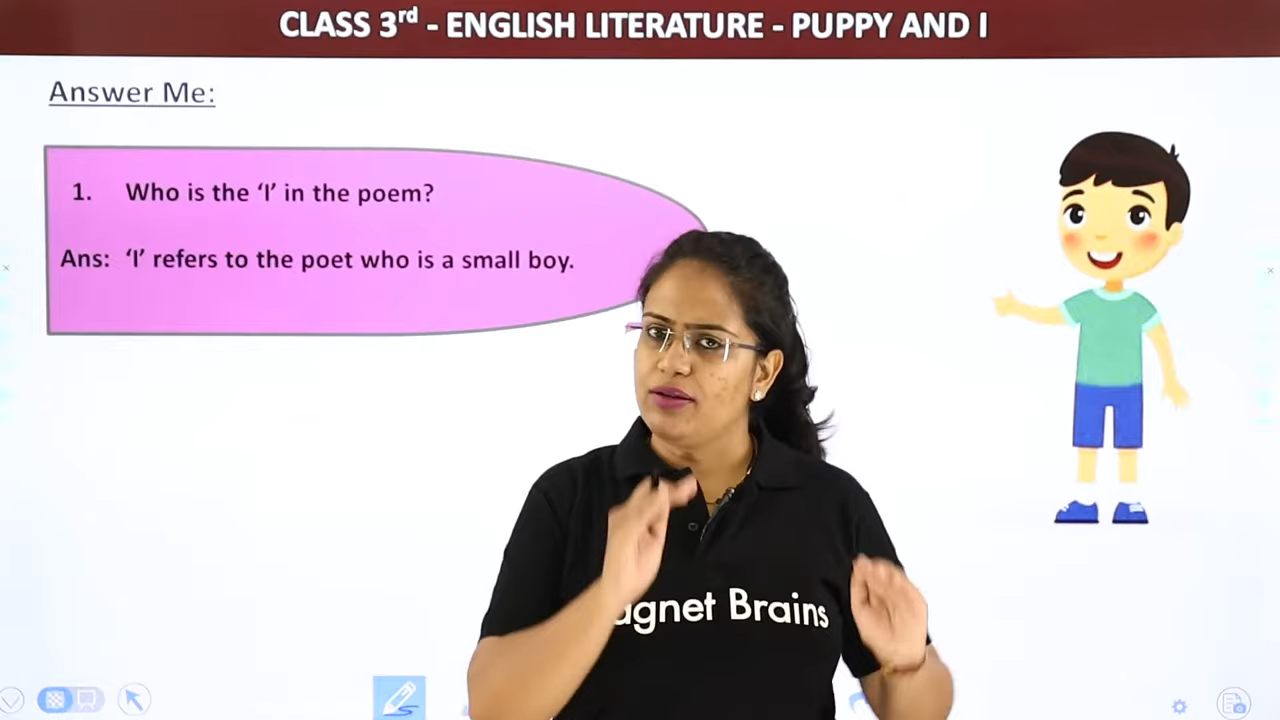 CLASS 3rd - ENGLISH LITERATURE - PUPPY AND I
Answer Me:
1. Who is the ‘I’ in the poem?
Ans: ‘I’ refers to the poet who is a small boy.
agnet Brains